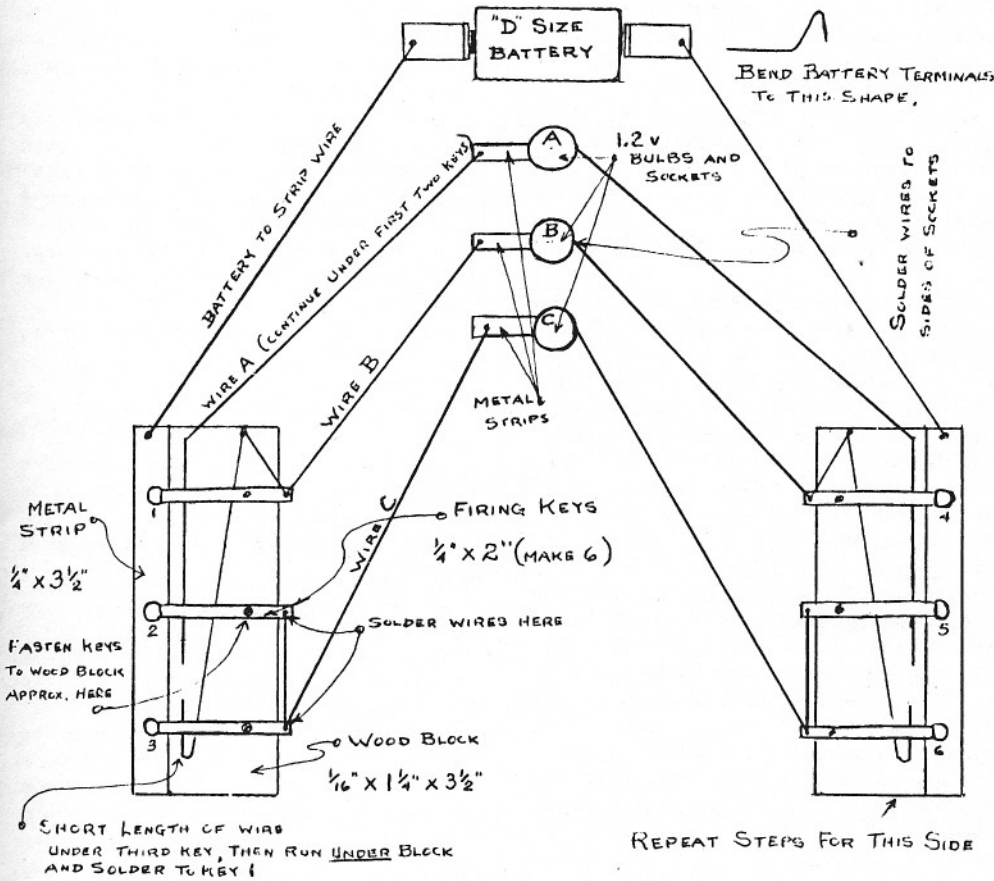 "D" SIZE
BATTERY
BEND BATTERY TERMINALS
TO THIS SHAPE.
BATTERY TO STRIP WIRE
WIRE A (CONTINUE UNDER FIRST TWO KEYS)
WIRE B
WIRE C
A
B
C
1.2 V
BULBS AND
SOCKETS
SOLDER WIRES TO
SIDES OF SOCKETS
METAL
STRIPS
METAL
STRIP
1/4" X 3 1/2"
1
2
3
FIRING KEYS
1/4" X 2" (MAKE 6)
SOLDER WIRES HERE
FASTEN KEYS
TO WOOD BLOCK
APPROX. HERE
WOOD BLOCK
1/16" X 1 1/4" X 3 1/2"
4
5
6
SHORT LENGTH OF WIRE
UNDER THIRD KEY, THEN RUN UNDER BLOCK
AND SOLDER TO KEY 1
REPEAT STEPS FOR THIS SIDE